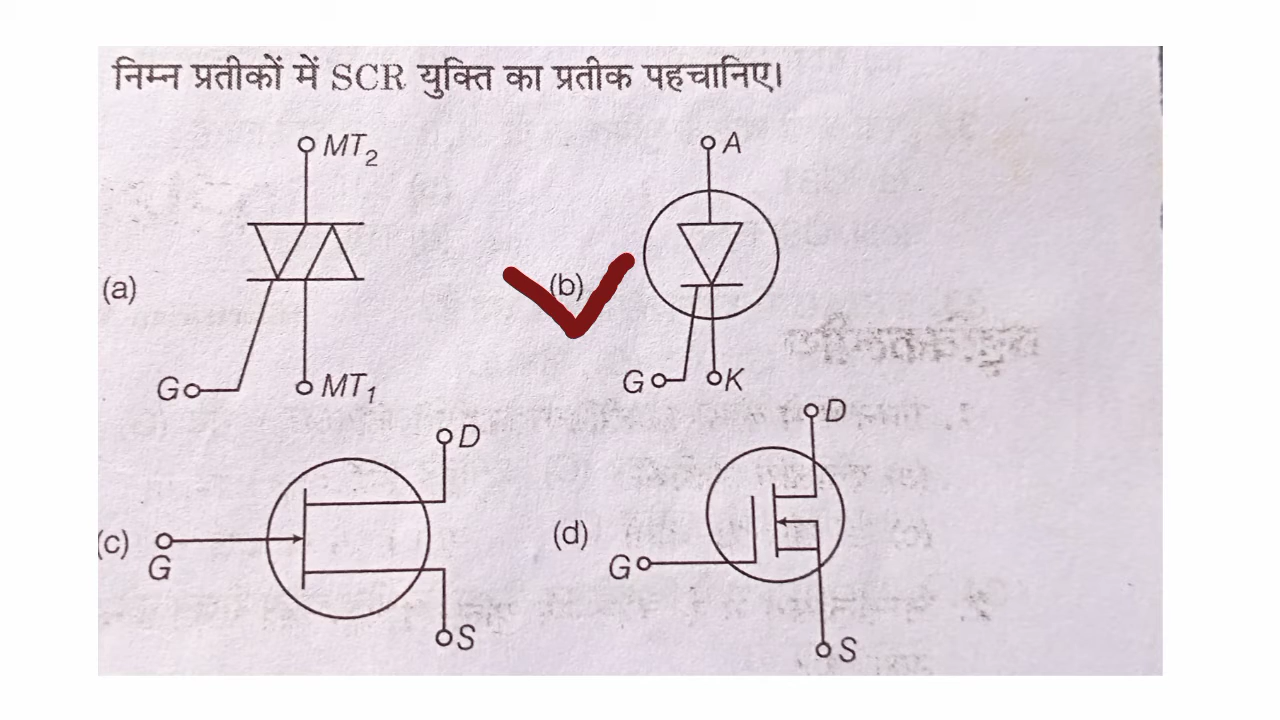 निम्न प्रतीकों में SCR युक्ति का प्रतीक पहचानिए।
MT2
A
(a)
(b)
G
MT1
G
K
D
D
(c)
G
(d)
G
S
S